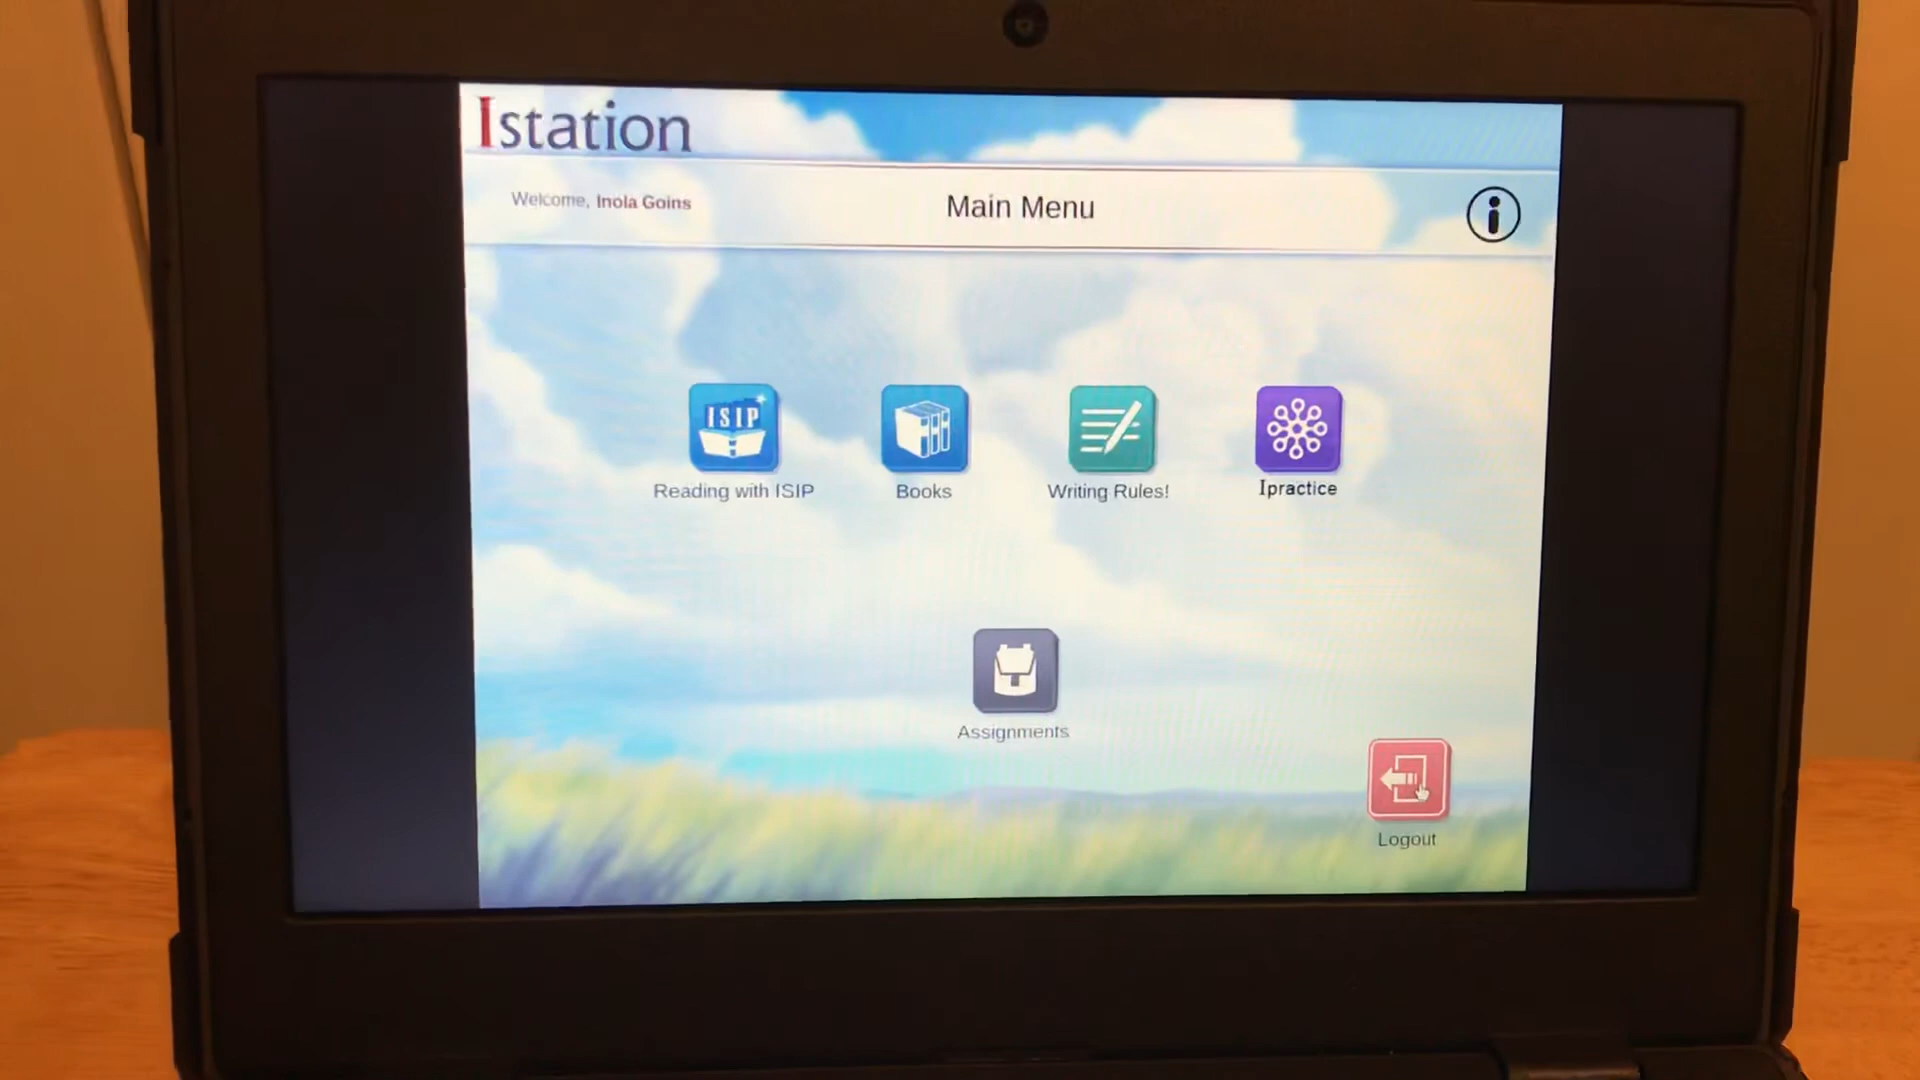 Istation
Welcome, Inola Goins
Main Menu
ISIP
Reading with ISIP
Books
Writing Rules!
Ipractice
Assignments
Logout